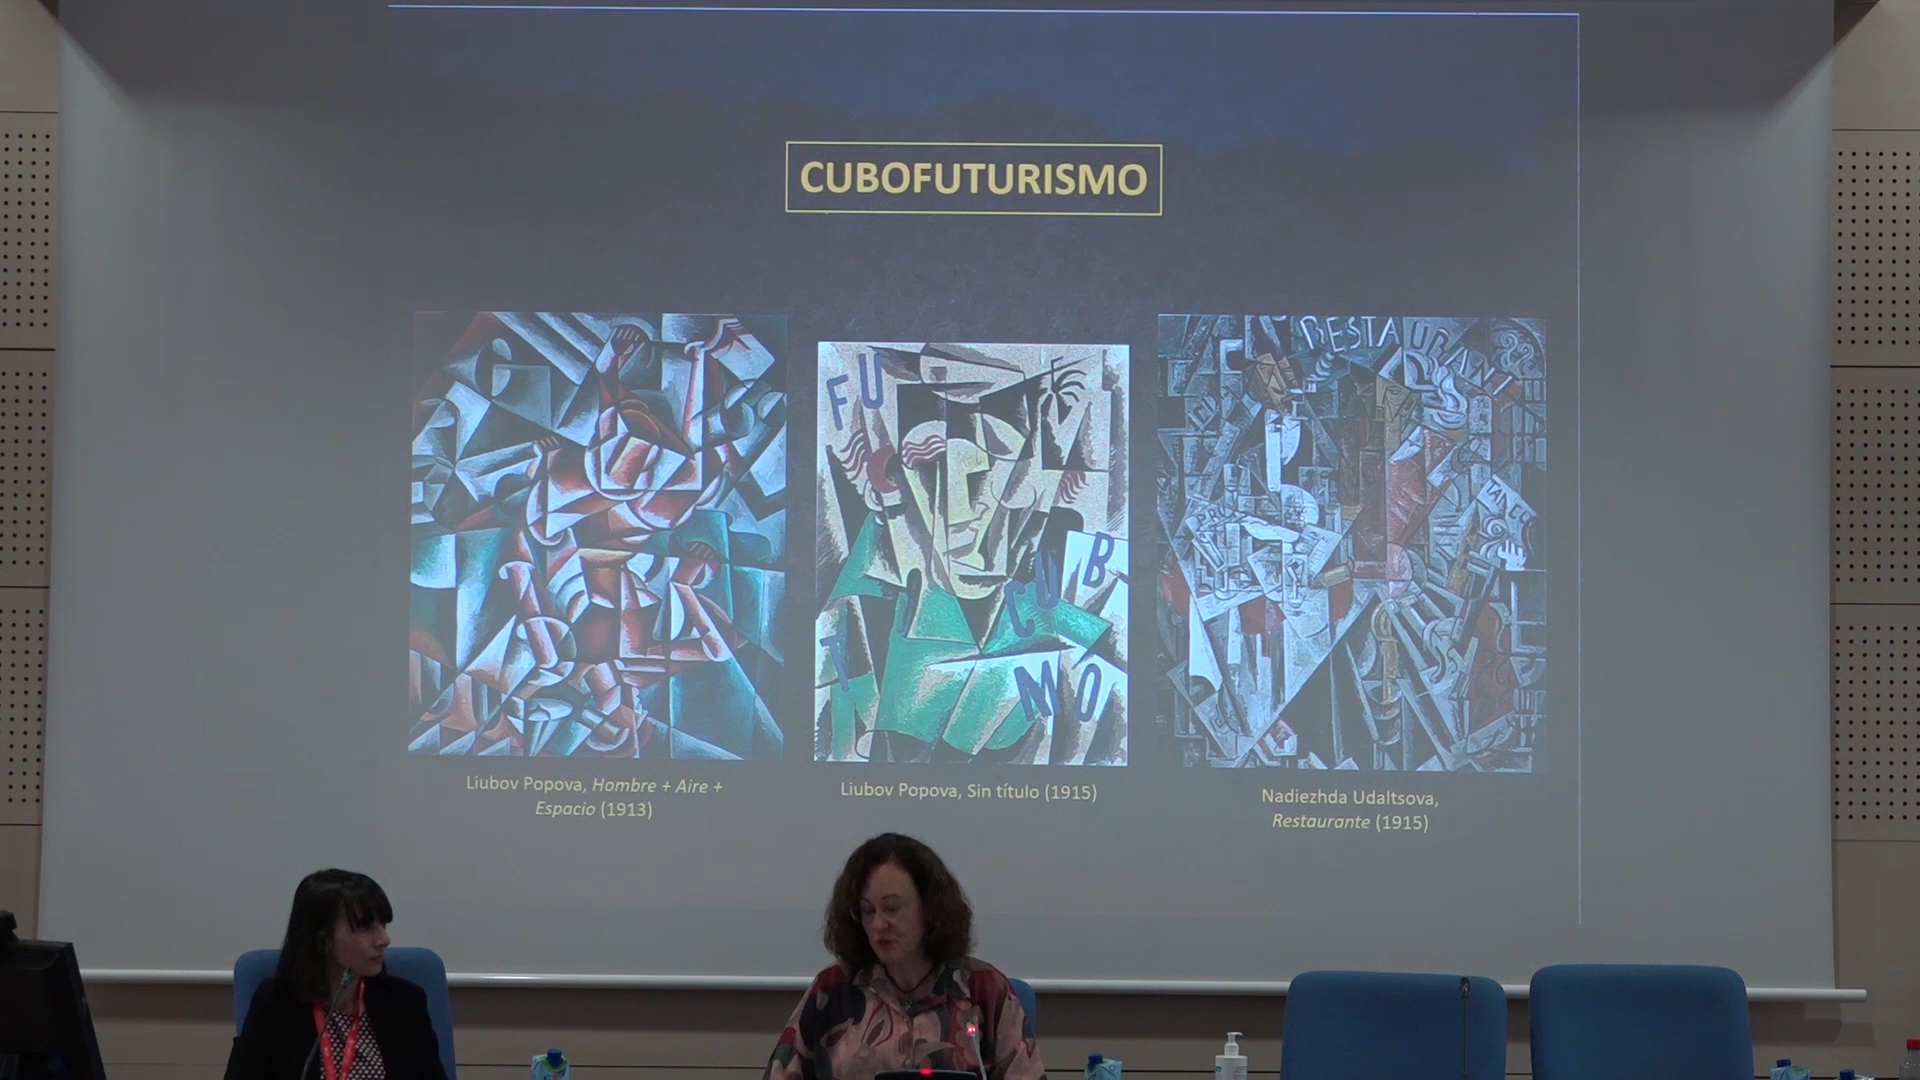 CUBOFUTURISMO
FU
CUB
T
MO
RESTAURANT
Liubov Popova, Hombre + Aire +
Espacio (1913)
Liubov Popova, Sin título (1915)
Nadiezhda Udaltsova,
Restaurante (1915)